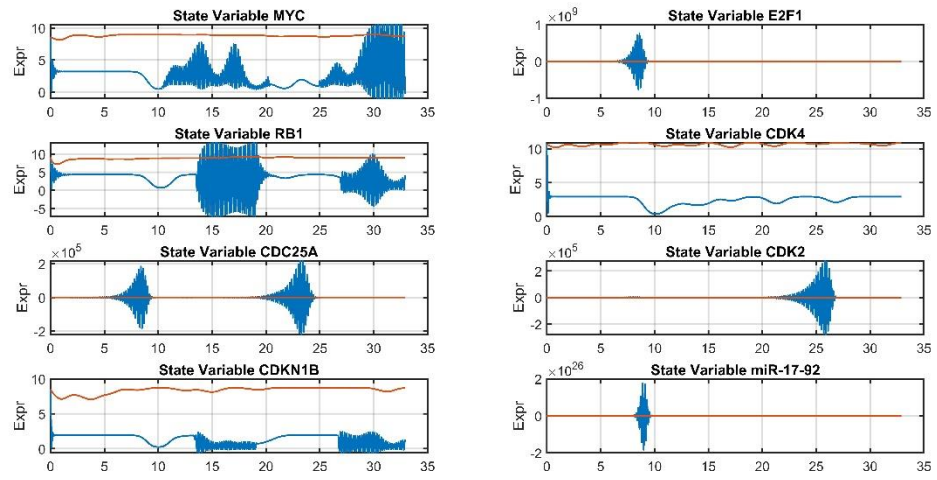 State Variable MYC
10
5
0
Expr
0 5 10 15 20 25 30 35
State Variable E2F1
×10⁹
1
0
-1
Expr
0 5 10 15 20 25 30 35
State Variable RB1
10
5
0
-5
Expr
0 5 10 15 20 25 30 35
State Variable CDK4
10
5
0
Expr
0 5 10 15 20 25 30 35
State Variable CDC25A
×10⁵
2
0
-2
Expr
0 5 10 15 20 25 30 35
State Variable CDK2
×10⁵
2
0
-2
Expr
0 5 10 15 20 25 30 35
State Variable CDKN1B
10
5
0
Expr
0 5 10 15 20 25 30 35
State Variable miR-17-92
×10²⁶
2
0
-2
Expr
0 5 10 15 20 25 30 35